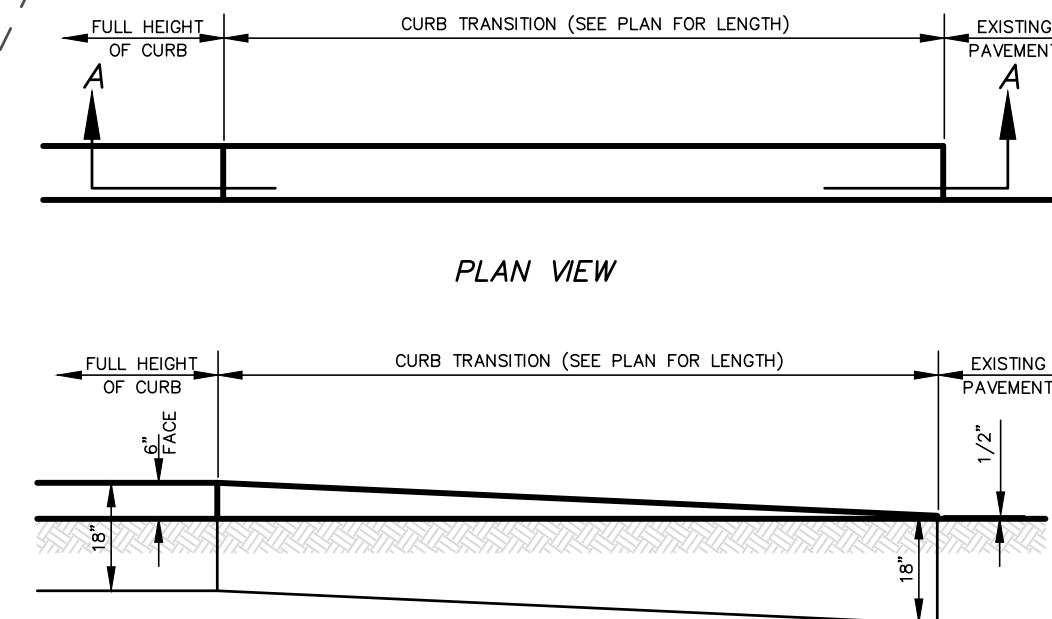 FULL HEIGHT
OF CURB
CURB TRANSITION (SEE PLAN FOR LENGTH)
EXISTING
PAVEMENT
A
A
PLAN VIEW
FULL HEIGHT
OF CURB
CURB TRANSITION (SEE PLAN FOR LENGTH)
EXISTING
PAVEMENT
6"
FACE
1/2"
18"
18"